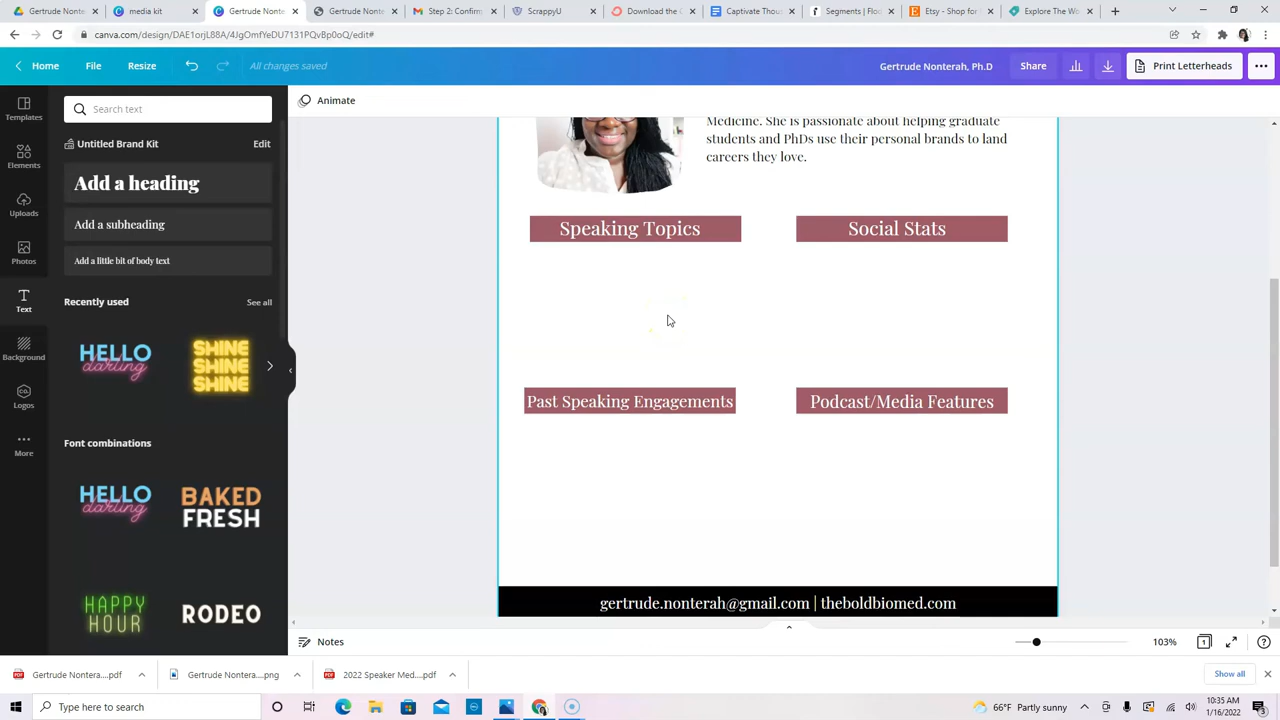 Gertrude Nonter
media kit
Gertrude Nonter
Gertrude Nonter
Step 2: Confirm
ScrappyU
Download the
Captivate Thou
Segments | Flo
Etsy - Shop for
Explore The W
canva.com/design/DAE1orjL88A/4JgOmfYeDU7131PQvBp0oQ/edit#
Home File Resize All changes saved
Gertrude Nonterah, Ph.D Share Print Letterheads
Templates
Elements
Uploads
Photos
Text
Background
Logos
More
Search text
Untitled Brand Kit Edit
Add a heading
Add a subheading
Add a little bit of body text
Recently used See all
HELLO darling
SHINE
SHINE
SHINE
Font combinations
HELLO darling
BAKED
FRESH
HAPPY
HOUR
RODEO
Animate
Medicine. She is passionate about helping graduate
students and PhDs use their personal brands to land
careers they love.
Speaking Topics Social Stats
Past Speaking Engagements Podcast/Media Features
gertrude.nonterah@gmail.com | theboldbiomed.com
Notes 103% 1
Gertrude Nontera....pdf Gertrude Nontera....png 2022 Speaker Med....pdf Show all
Type here to search
66°F Partly sunny
10:35 AM
1/16/2022
3